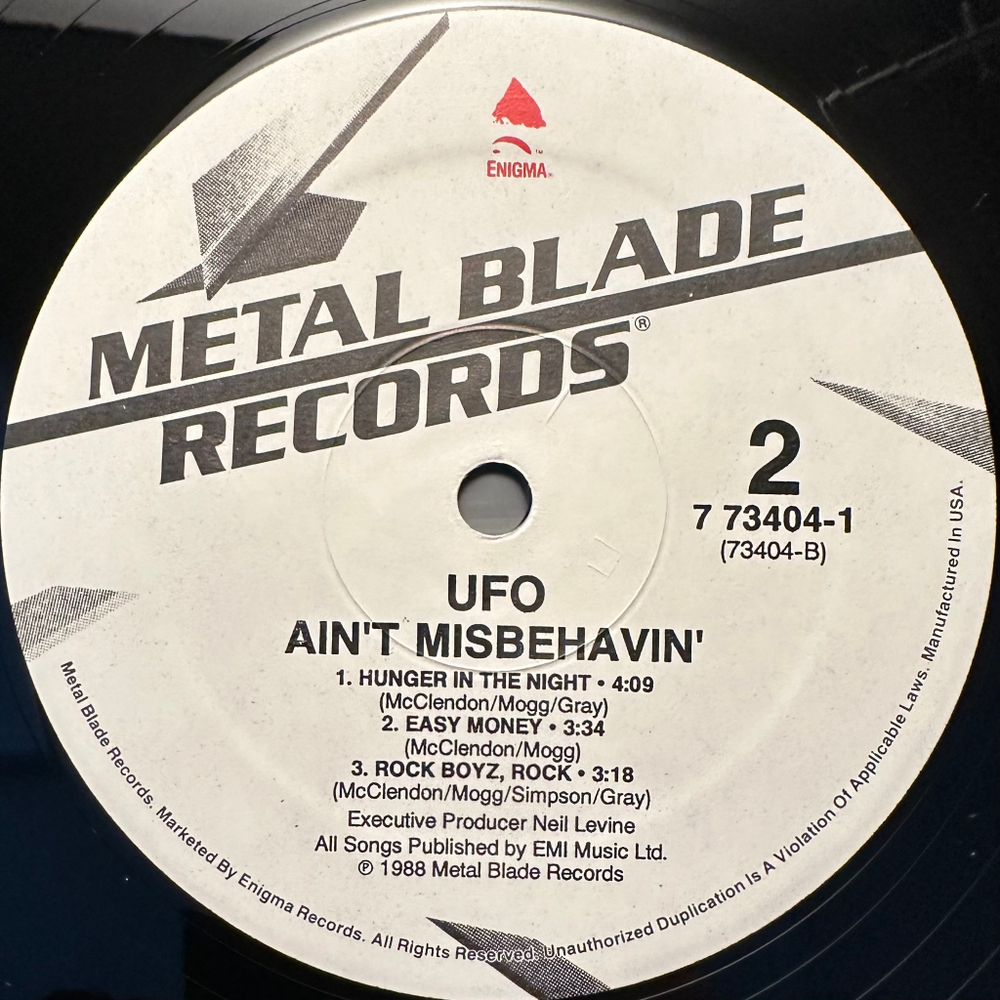 ENIGMA®
™
METAL BLADE
RECORDS®
2
7 73404-1
(73404-B)
UFO
AIN'T MISBEHAVIN'
1. HUNGER IN THE NIGHT • 4:09
(McClendon/Mogg/Gray)
2. EASY MONEY • 3:34
(McClendon/Mogg)
3. ROCK BOYZ, ROCK • 3:18
(McClendon/Mogg/Simpson/Gray)
Executive Producer Neil Levine
All Songs Published by EMI Music Ltd.
℗ 1988 Metal Blade Records
Metal Blade Records. Marketed By Enigma Records. All Rights Reserved. Unauthorized Duplication Is A Violation Of Applicable Laws. Manufactured In USA.